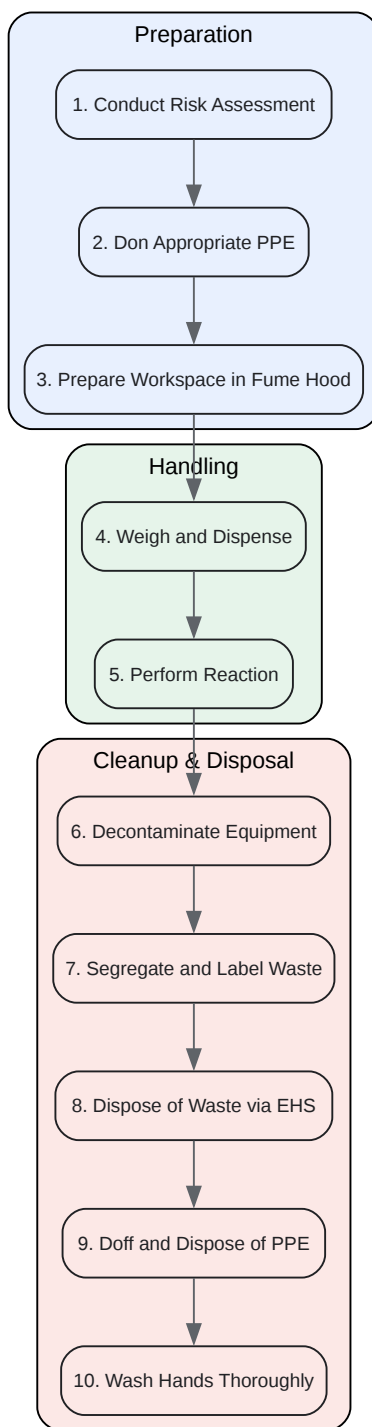 Preparation
1. Conduct Risk Assessment
2. Don Appropriate PPE
3. Prepare Workspace in Fume Hood
Handling
4. Weigh and Dispense
5. Perform Reaction
Cleanup & Disposal
6. Decontaminate Equipment
7. Segregate and Label Waste
8. Dispose of Waste via EHS
9. Doff and Dispose of PPE
10. Wash Hands Thoroughly